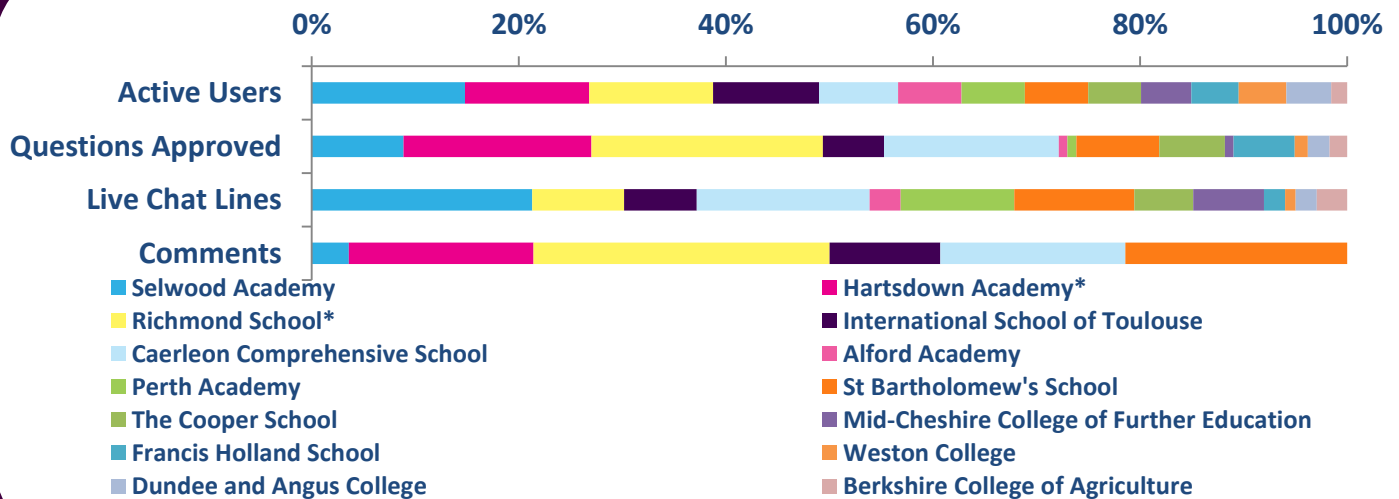 0% 20% 40% 60% 80% 100%
Active Users
Questions Approved
Live Chat Lines
Comments
Selwood Academy Hartsdown Academy*
Richmond School* International School of Toulouse
Caerleon Comprehensive School Alford Academy
Perth Academy St Bartholomew's School
The Cooper School Mid-Cheshire College of Further Education
Francis Holland School Weston College
Dundee and Angus College Berkshire College of Agriculture